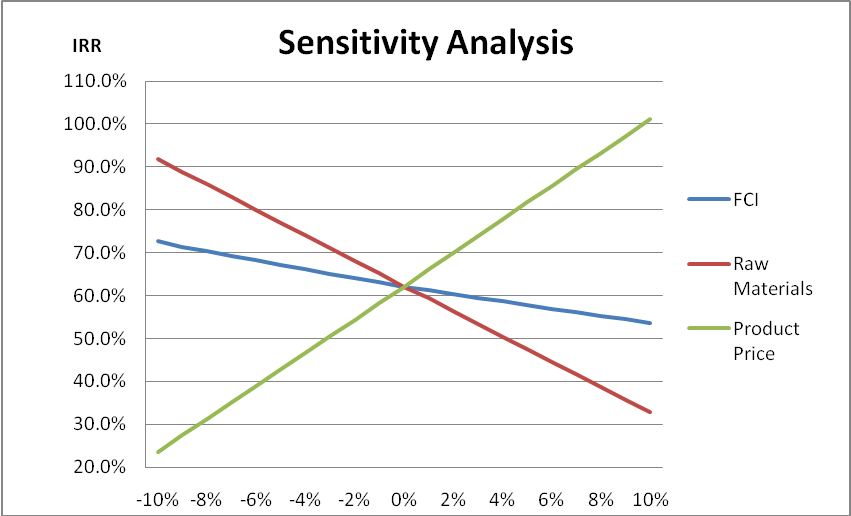 IRR
Sensitivity Analysis
110.0%
100.0%
90.0%
80.0%
70.0%
60.0%
50.0%
40.0%
30.0%
20.0%
-10% -8% -6% -4% -2% 0% 2% 4% 6% 8% 10%
FCI
Raw
Materials
Product
Price